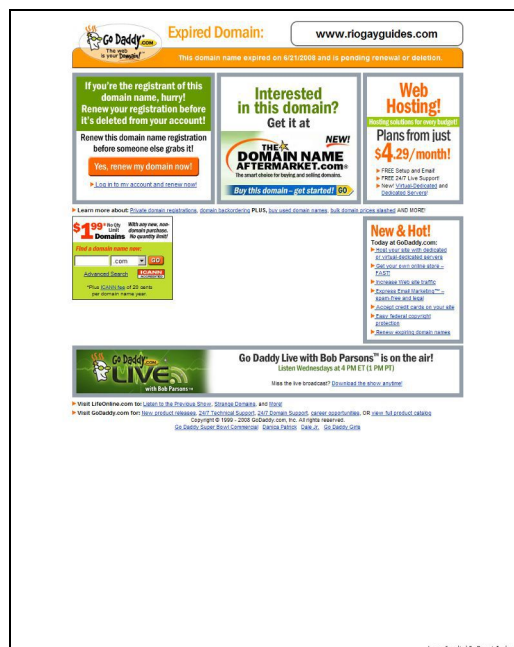 Go Daddy.COM
The web
is your Domain!
Expired Domain:
www.riogayguides.com
This domain name expired on 6/21/2008 and is pending renewal or deletion.
If you're the registrant of this
domain name, hurry!
Renew your registration before
it's deleted from your account!
Renew this domain name registration
before someone else grabs it!
Yes, renew my domain now!
Log in to my account and renew now!
Interested
in this domain?
Get it at
NEW!
THE
DOMAIN NAME
AFTERMARKET.com
The smart choice for buying and selling domains.
Buy this domain – get started! GO
Web
Hosting!
Hosting solutions for every budget!
Plans from just
$4.29/month!
FREE Setup and Email!
FREE 24/7 Live Support!
New! Virtual-Dedicated and
Dedicated Servers!
Learn more about: Private domain registrations, domain backordering PLUS, buy used domain names, bulk domain prices slashed AND MORE!
$1.99* No Qty Limit Domains
With any new, non-
domain purchase.
No quantity limit!
Find a domain name now:
.com GO
Advanced Search ICANN
*Plus ICANN fee of 20 cents
per domain name year.
New & Hot!
Today at GoDaddy.com:
Host your site with dedicated
or virtual-dedicated servers
Get your own online store –
FAST!
Increase Web site traffic
Express Email Marketing™ –
spam-free and legal
Accept credit cards on your site
Easy federal copyright
protection
Renew expiring domain names
Go Daddy.COM
LIVE
with Bob Parsons
Go Daddy Live with Bob Parsons™ is on the air!
Listen Wednesdays at 4 PM ET (1 PM PT)
Miss the live broadcast? Download the show anytime!
Visit LifeOnline.com to: Listen to the Previous Show, Strange Domains, and More!
Visit GoDaddy.com for: New product releases, 24/7 Technical Support, 24/7 Domain Support, career opportunities, OR view full product catalog
Copyright © 1999 - 2008 GoDaddy.com, Inc. All rights reserved.
Go Daddy Super Bowl Commercial Danica Patrick Dale Jr. Go Daddy Girls